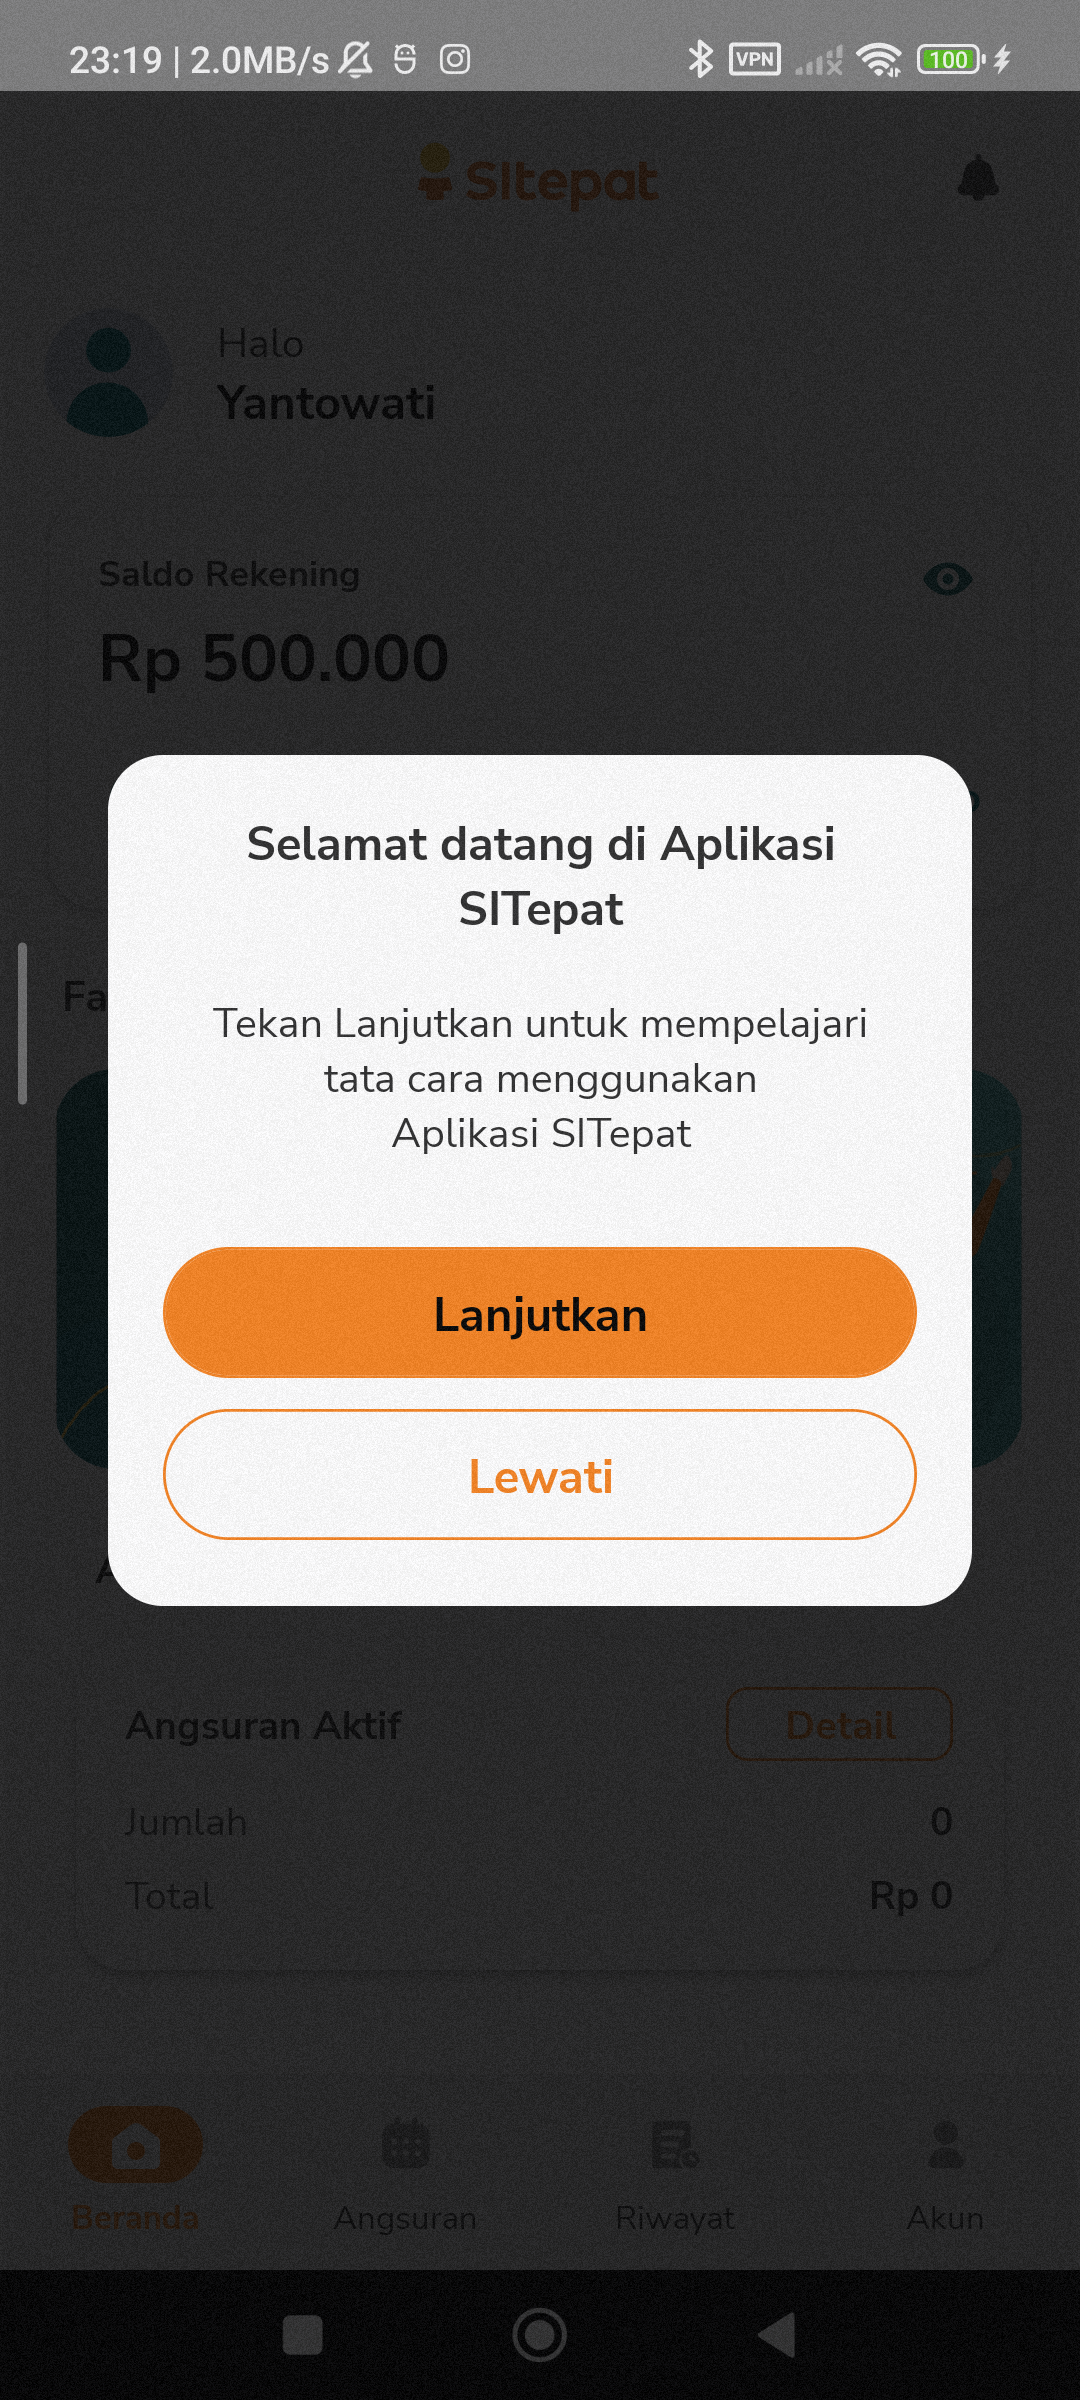 23:19 | 2.0MB/s VPN 100
SItepat
Halo
Yantowati
Saldo Rekening
Rp 500.000
Selamat datang di Aplikasi
SITepat
Fa
Tekan Lanjutkan untuk mempelajari
tata cara menggunakan
Aplikasi SITepat
Lanjutkan
Lewati
Angsuran Aktif
Detail
Jumlah 0
Total Rp 0
Beranda Angsuran Riwayat Akun